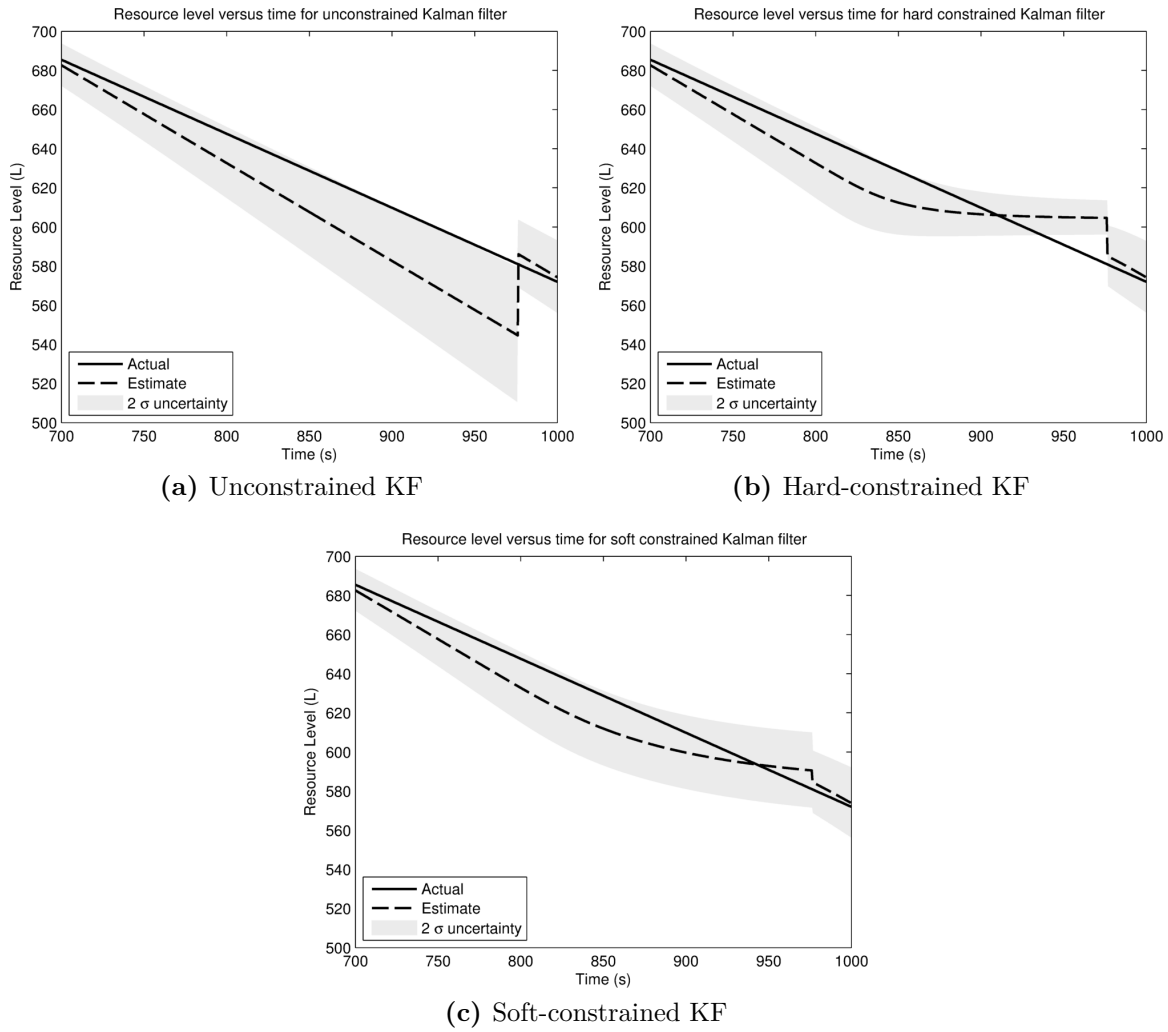 Resource level versus time for unconstrained Kalman filter
700
680
660
640
620
600
580
560
540
520
500
Resource Level (L)
Actual
Estimate
2 σ uncertainty
700 750 800 850 900 950 1000
Time (s)
(a) Unconstrained KF
Resource level versus time for hard constrained Kalman filter
700
680
660
640
620
600
580
560
540
520
500
Resource Level (L)
Actual
Estimate
2 σ uncertainty
700 750 800 850 900 950 1000
Time (s)
(b) Hard-constrained KF
Resource level versus time for soft constrained Kalman filter
700
680
660
640
620
600
580
560
540
520
500
Resource Level (L)
Actual
Estimate
2 σ uncertainty
700 750 800 850 900 950 1000
Time (s)
(c) Soft-constrained KF